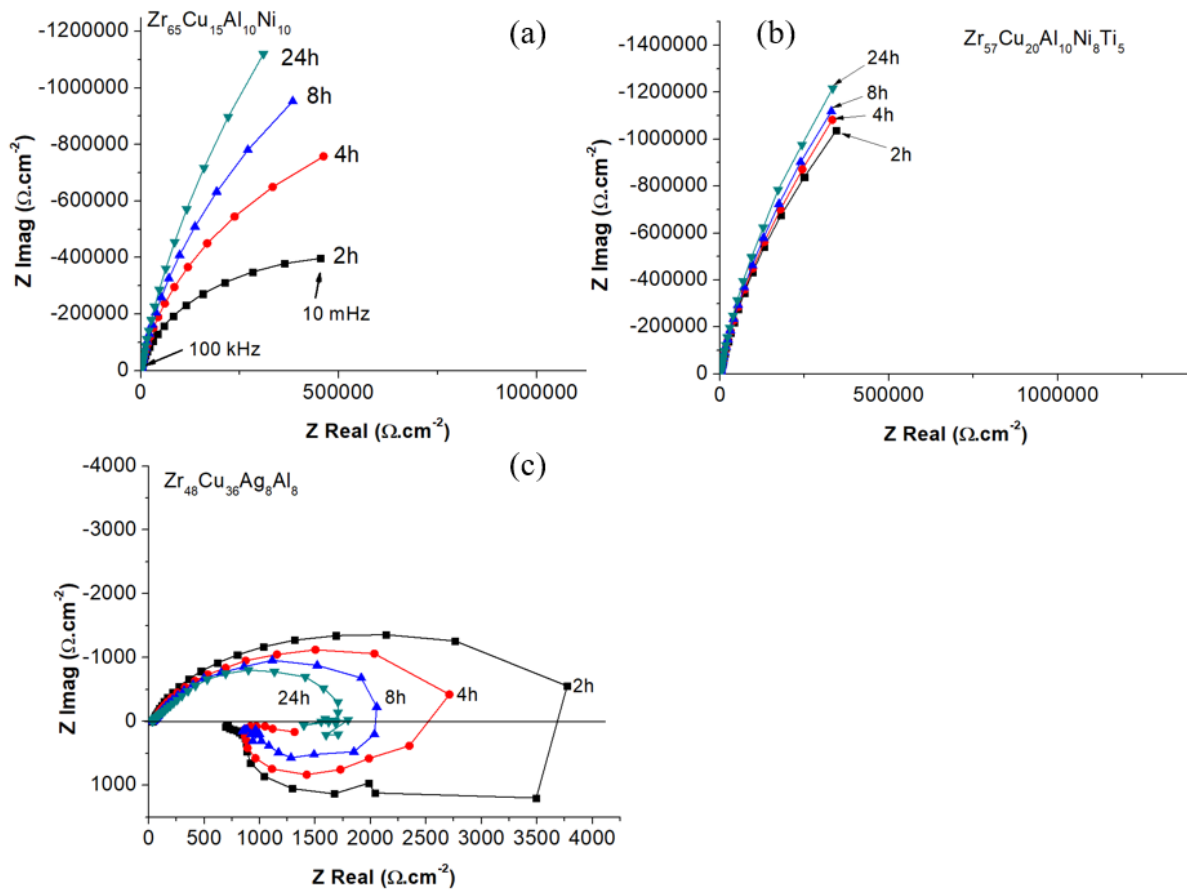 Zr65Cu15Al10Ni10
(a)
-1200000
-1000000
-800000
-600000
-400000
-200000
0
Z Imag (Ω.cm-2)
24h
8h
4h
2h
10 mHz
100 kHz
0
500000
1000000
Z Real (Ω.cm-2)
(b)
Zr57Cu20Al10Ni8Ti5
-1400000
-1200000
-1000000
-800000
-600000
-400000
-200000
0
Z Imag (Ω.cm-2)
24h
8h
4h
2h
0
500000
1000000
Z Real (Ω.cm-2)
Zr48Cu36Ag8Al8
(c)
-4000
-3000
-2000
-1000
0
1000
Z Imag (Ω.cm-2)
24h
8h
4h
2h
0
500
1000
1500
2000
2500
3000
3500
4000
Z Real (Ω.cm-2)